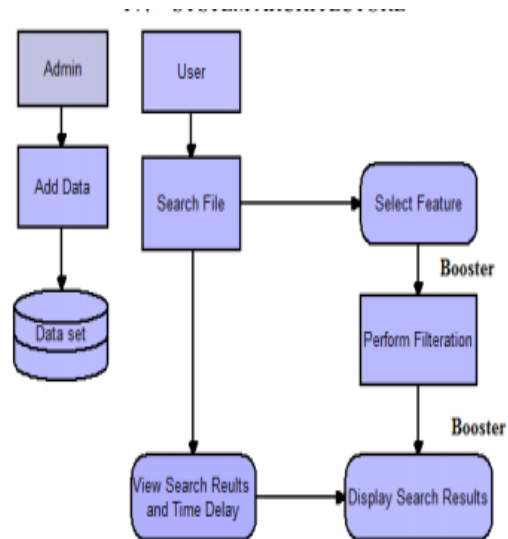 Admin
User
Add Data
Search File
Select Feature
Booster
Data set
Perform Filteration
Booster
View Search Reults
and Time Delay
Display Search Results